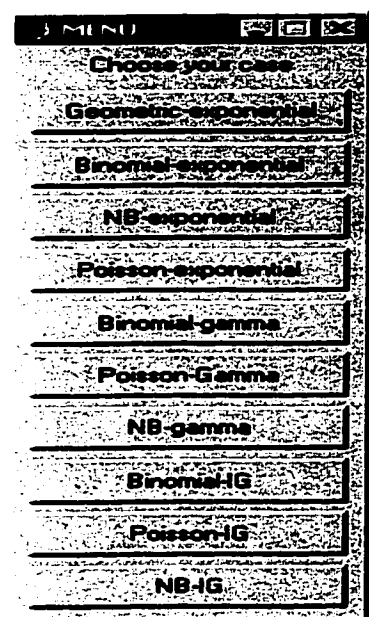 MENU
Choose your case
Geometric-exponential
Binomial-exponential
NB-exponential
Poisson-exponential
Binomial-gamma
Poisson-Gamma
NB-gamma
Binomial-IG
Poisson-IG
NB-IG